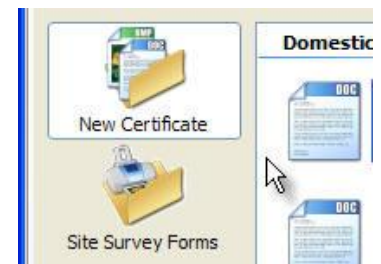 BMP
DOC
New Certificate
Site Survey Forms
Domestic
DOC
DOC